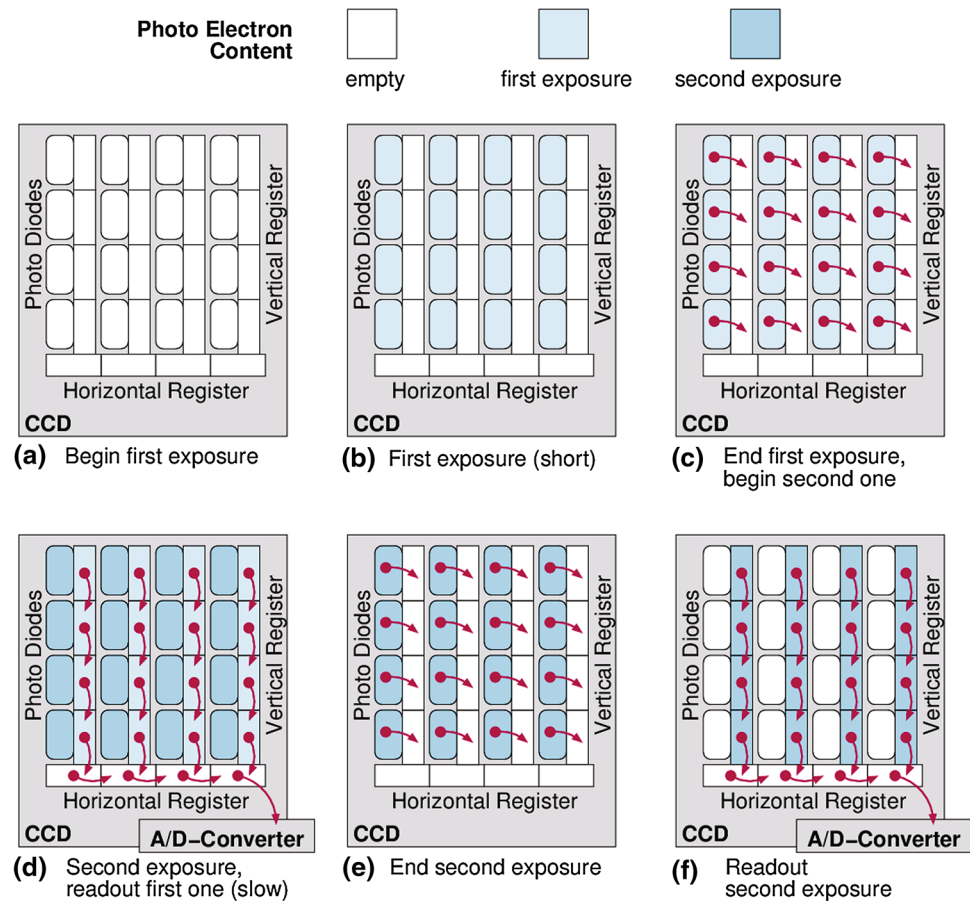 Photo Electron
Content
empty
first exposure
second exposure
Photo Diodes
Vertical Register
Horizontal Register
CCD
(a) Begin first exposure
Photo Diodes
Vertical Register
Horizontal Register
CCD
(b) First exposure (short)
Photo Diodes
Vertical Register
Horizontal Register
CCD
(c) End first exposure,
begin second one
Photo Diodes
Vertical Register
Horizontal Register
CCD
A/D-Converter
(d) Second exposure,
readout first one (slow)
Photo Diodes
Vertical Register
Horizontal Register
CCD
(e) End second exposure
Photo Diodes
Vertical Register
Horizontal Register
CCD
A/D-Converter
(f) Readout
second exposure